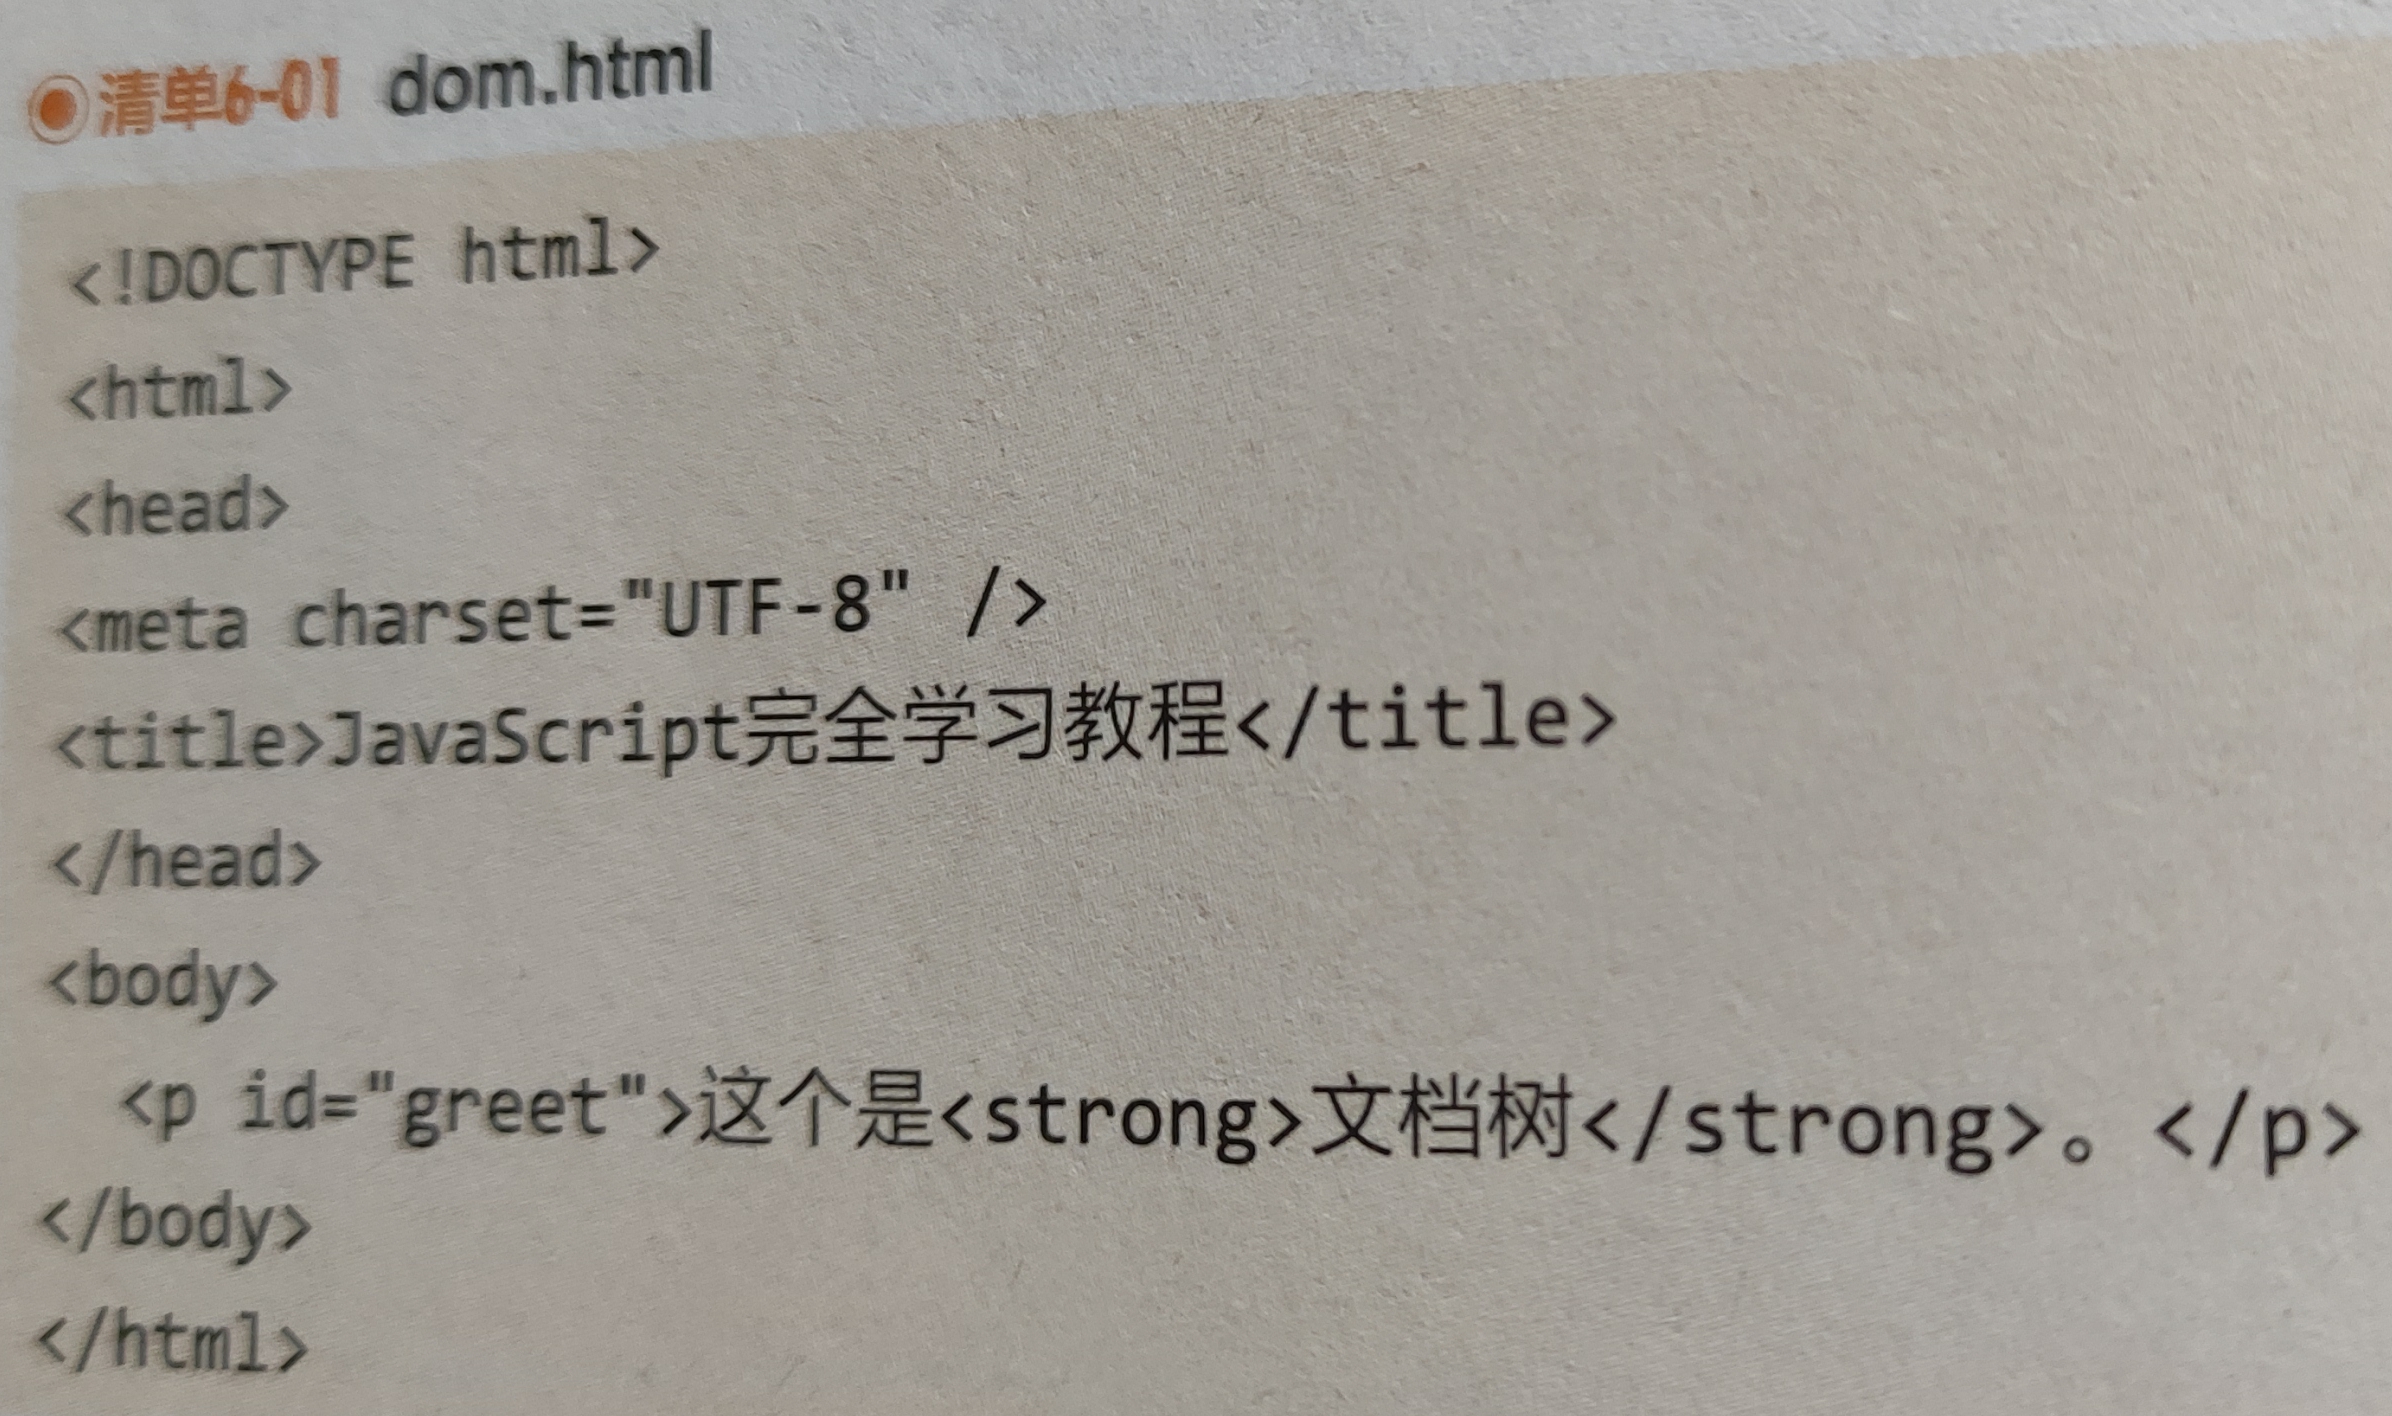 清单6-01 dom.html
<!DOCTYPE html>
<html>
<head>
<meta charset="UTF-8" />
<title>JavaScript完全学习教程</title>
</head>
<body>
  <p id="greet">这个是<strong>文档树</strong>。</p>
</body>
</html>